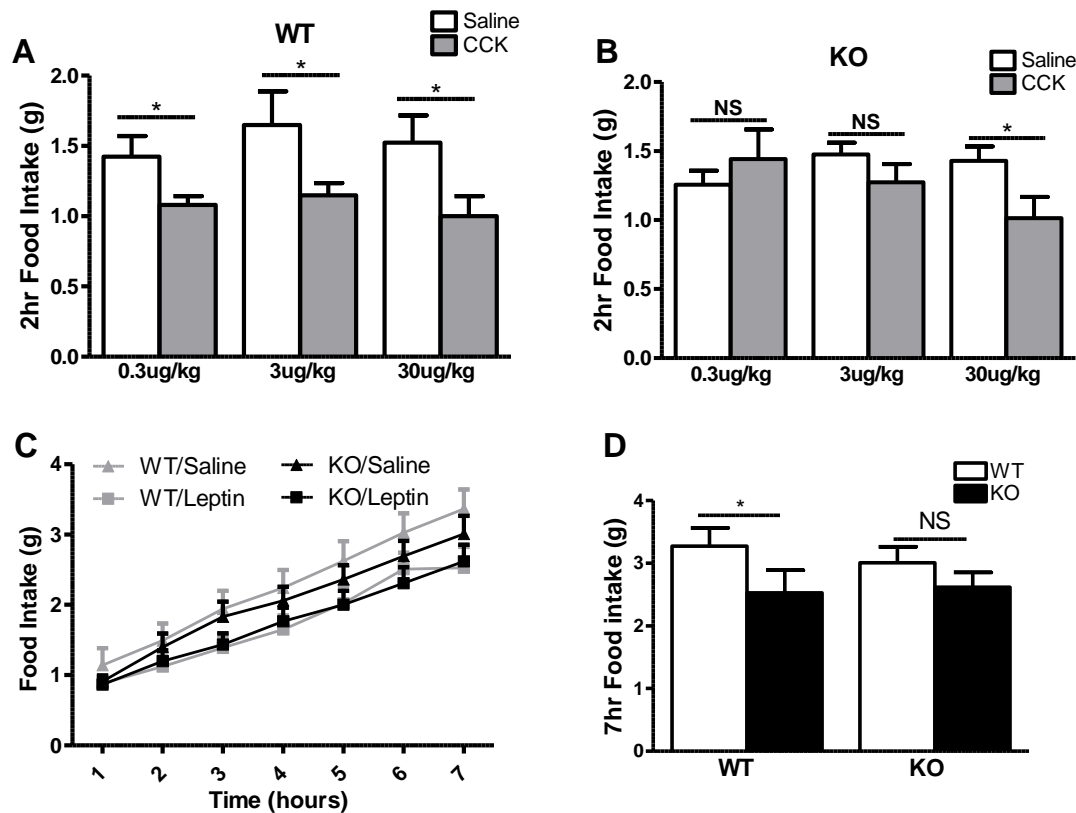 A
WT
Saline
CCK
2hr Food Intake (g)
2.0
1.5
1.0
0.5
0.0
*
*
*
0.3ug/kg
3ug/kg
30ug/kg
B
KO
Saline
CCK
2hr Food Intake (g)
2.0
1.5
1.0
0.5
0.0
NS
NS
*
0.3ug/kg
3ug/kg
30ug/kg
C
WT/Saline
KO/Saline
WT/Leptin
KO/Leptin
Food Intake (g)
4
3
2
1
0
1
2
3
4
5
6
7
Time (hours)
D
WT
KO
7hr Food intake (g)
4
3
2
1
0
*
NS
WT
KO